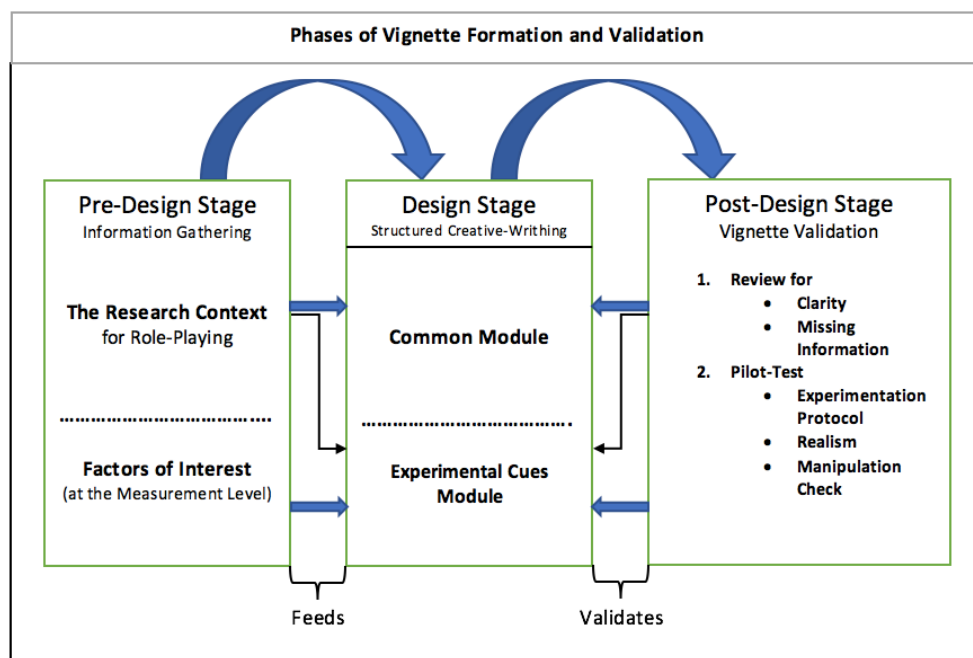 Phases of Vignette Formation and Validation
Pre-Design Stage
Information Gathering
The Research Context
for Role-Playing
……………………………………....
Factors of Interest
(at the Measurement Level)
Design Stage
Structured Creative-Writhing
Common Module
…………………………………….
Experimental Cues
Module
Post-Design Stage
Vignette Validation
1. Review for
• Clarity
• Missing
Information
2. Pilot-Test
• Experimentation
Protocol
• Realism
• Manipulation
Check
Feeds
Validates